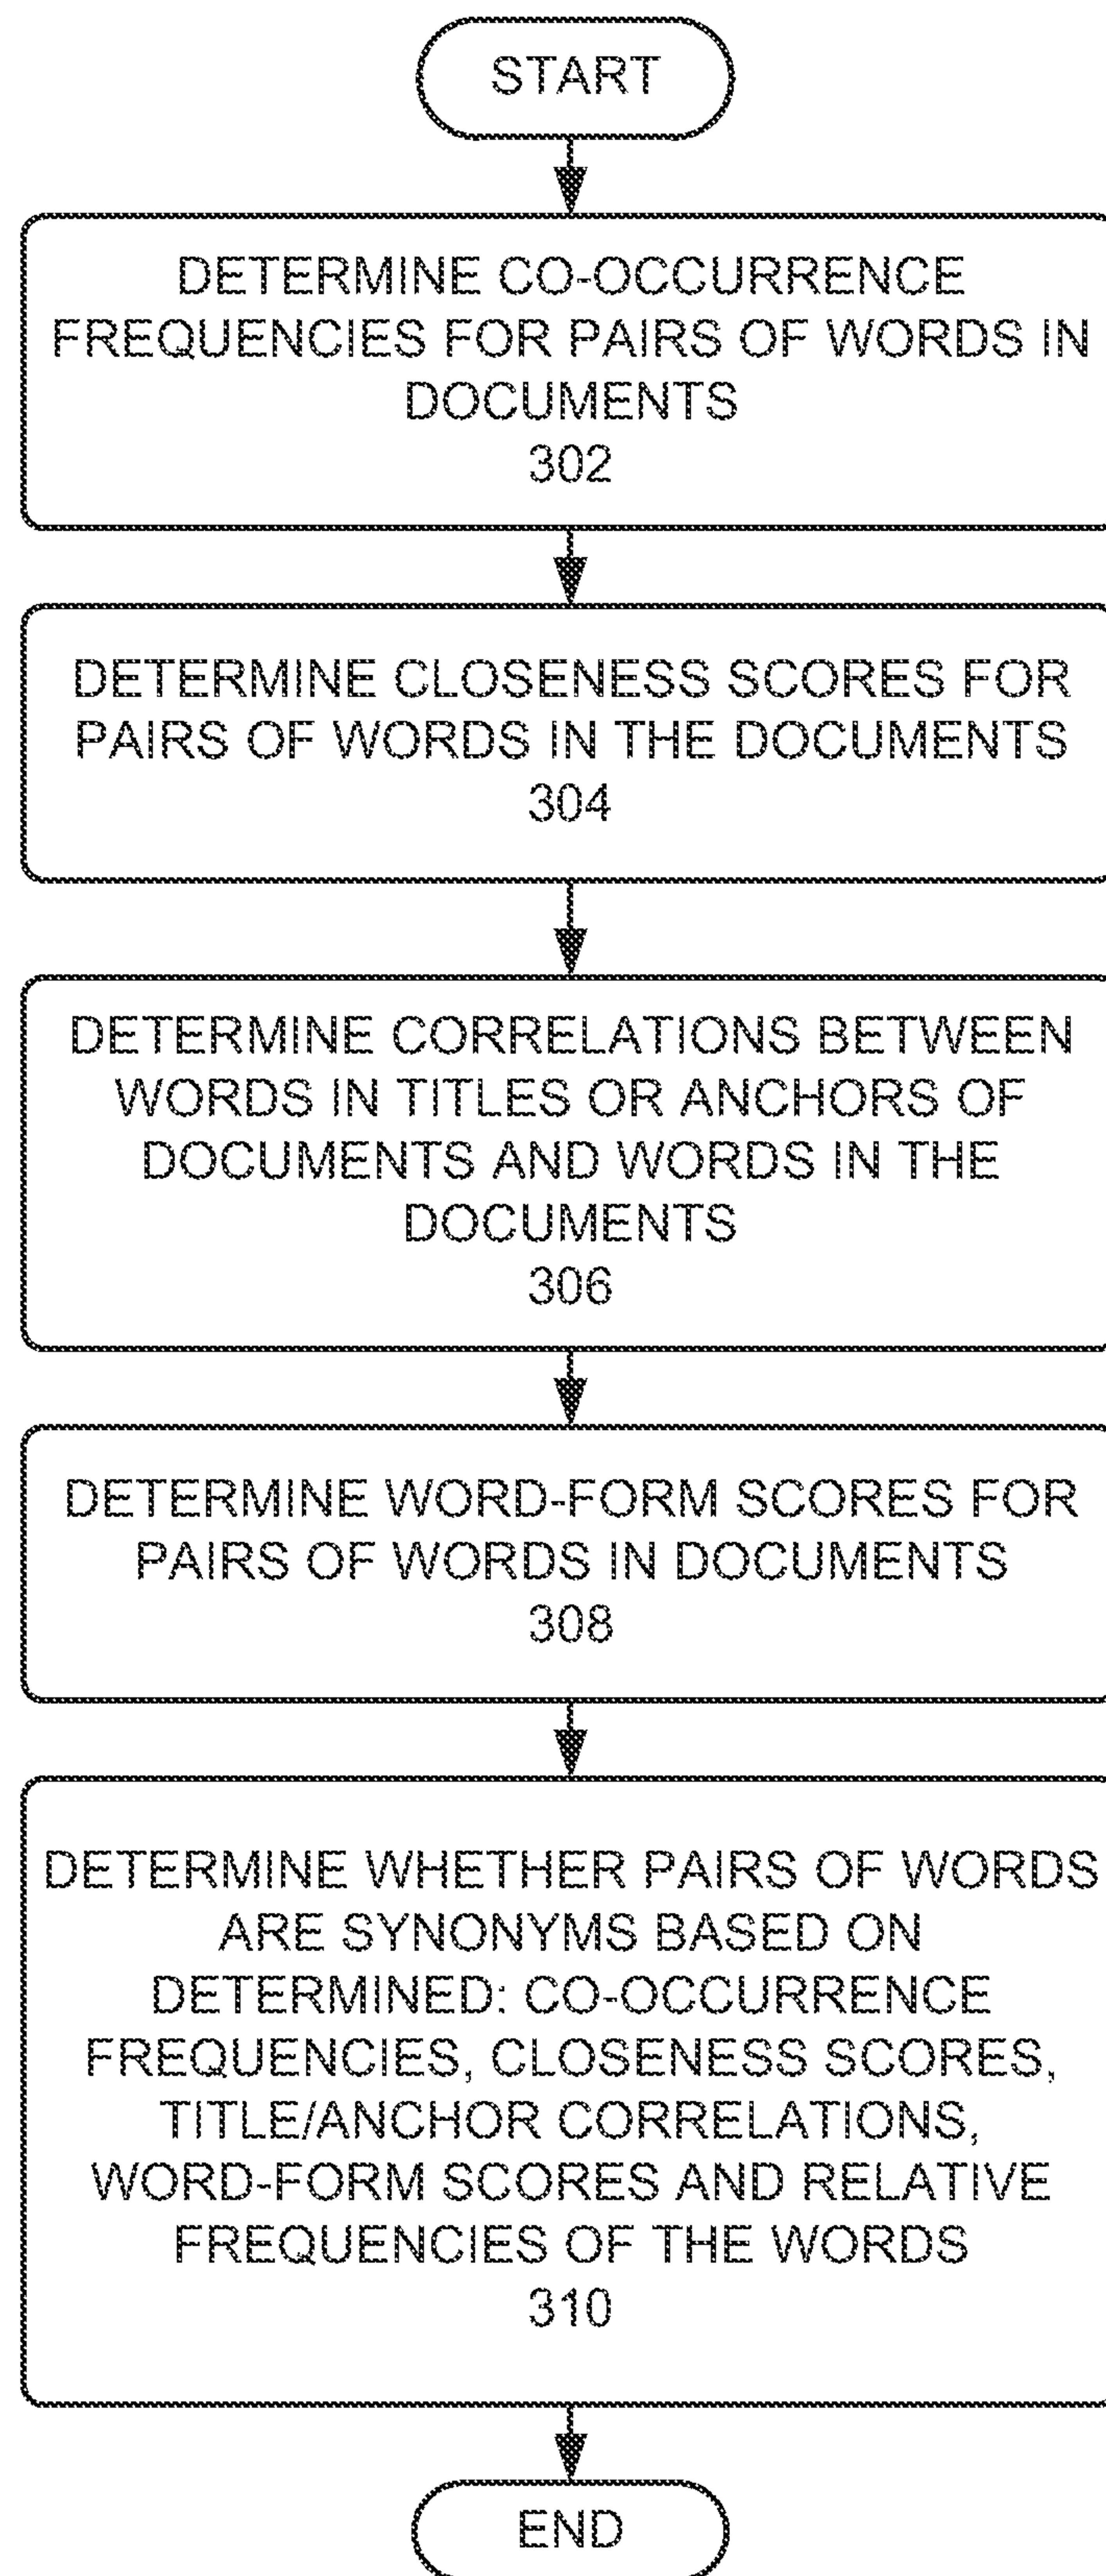 START
DETERMINE CO-OCCURRENCE
FREQUENCIES FOR PAIRS OF WORDS IN
DOCUMENTS
302
DETERMINE CLOSENESS SCORES FOR
PAIRS OF WORDS IN THE DOCUMENTS
304
DETERMINE CORRELATIONS BETWEEN
WORDS IN TITLES OR ANCHORS OF
DOCUMENTS AND WORDS IN THE
DOCUMENTS
306
DETERMINE WORD-FORM SCORES FOR
PAIRS OF WORDS IN DOCUMENTS
308
DETERMINE WHETHER PAIRS OF WORDS
ARE SYNONYMS BASED ON
DETERMINED: CO-OCCURRENCE
FREQUENCIES, CLOSENESS SCORES,
TITLE/ANCHOR CORRELATIONS,
WORD-FORM SCORES AND RELATIVE
FREQUENCIES OF THE WORDS
310
END